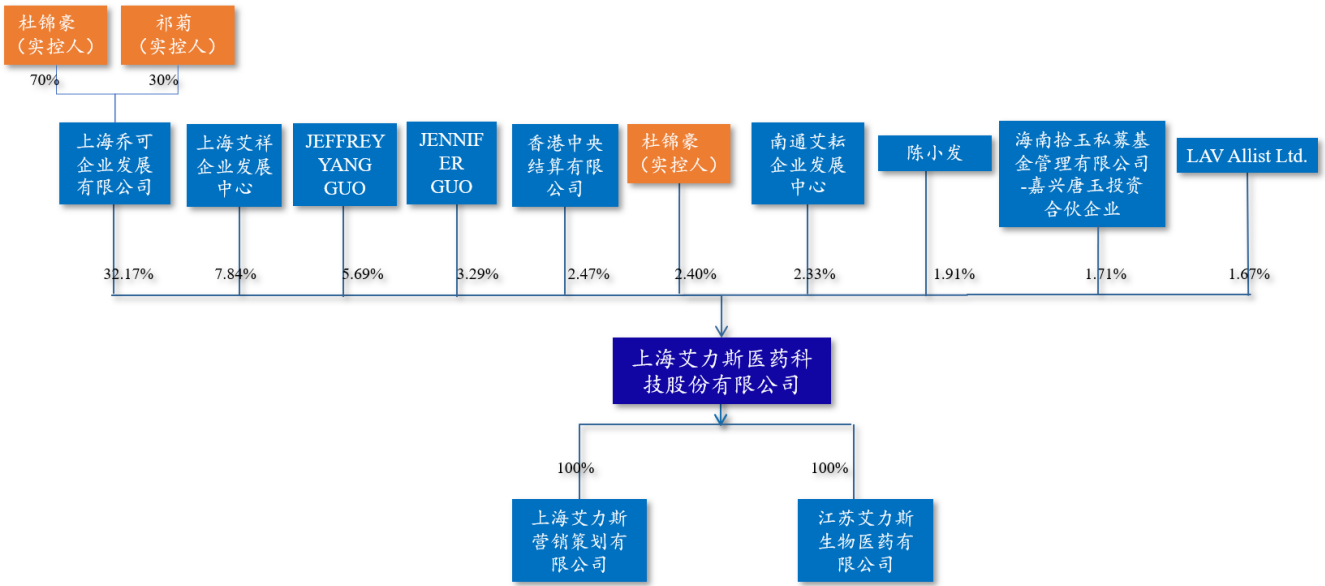 杜锦豪
（实控人）
祁菊
（实控人）
70%
30%
上海乔可
企业发展
有限公司
上海艾祥
企业发展
中心
JEFFREY
YANG
GUO
JENNIF
ER
GUO
香港中央
结算有限
公司
杜锦豪
（实控人）
南通艾耘
企业发展
中心
陈小发
海南拾玉私募基
金管理有限公司
-嘉兴唐玉投资
合伙企业
LAV Allist Ltd.
32.17%
7.84%
5.69%
3.29%
2.47%
2.40%
2.33%
1.91%
1.71%
1.67%
上海艾力斯医药科
技股份有限公司
100%
100%
上海艾力斯
营销策划有
限公司
江苏艾力斯
生物医药有
限公司